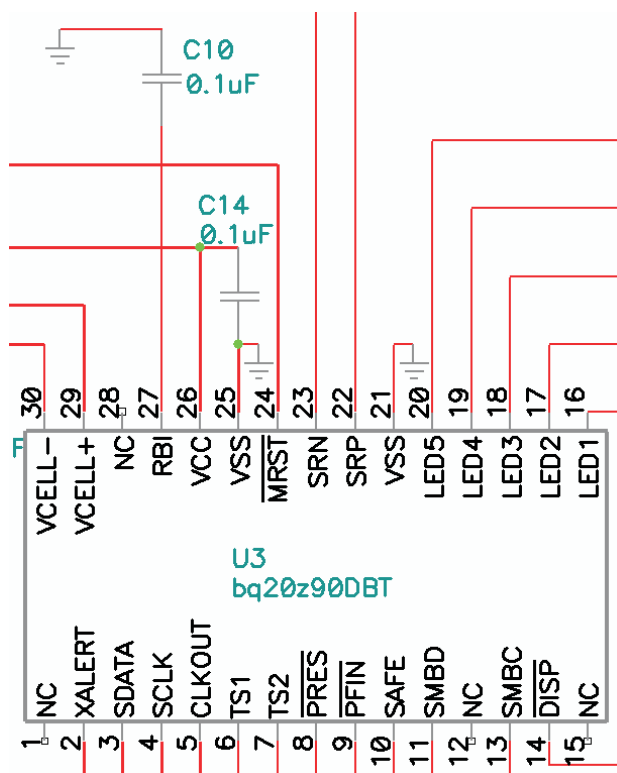 C10
0.1uF
C14
0.1uF
30 29 28 27 26 25 24 23 22 21 20 19 18 17 16
F
VCELL- VCELL+ NC RBI VCC VSS MRST SRN SRP VSS LED5 LED4 LED3 LED2 LED1
U3
bq20z90DBT
NC XALERT SDATA SCLK CLKOUT TS1 TS2 PRES PFIN SAFE SMBD NC SMBC DISP NC
1 2 3 4 5 6 7 8 9 10 11 12 13 14 15